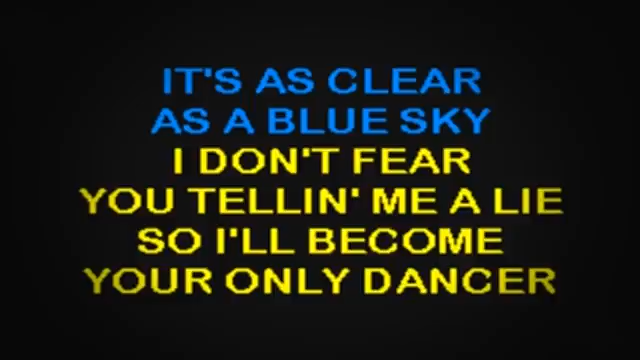 IT'S AS CLEAR
AS A BLUE SKY
I DON'T FEAR
YOU TELLIN' ME A LIE
SO I'LL BECOME
YOUR ONLY DANCER